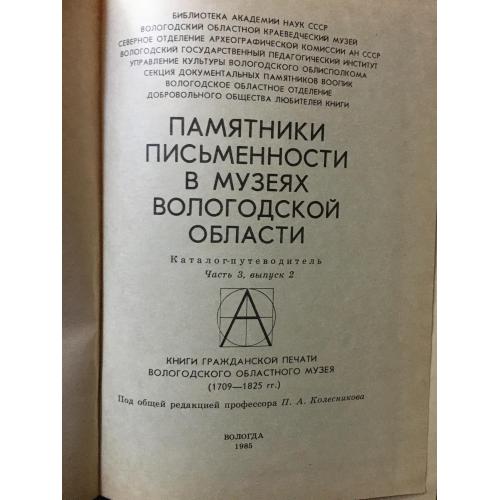 БИБЛИОТЕКА АКАДЕМИИ НАУК СССР
ВОЛОГОДСКИЙ ОБЛАСТНОЙ КРАЕВЕДЧЕСКИЙ МУЗЕЙ
СЕВЕРНОЕ ОТДЕЛЕНИЕ АРХЕОГРАФИЧЕСКОЙ КОМИССИИ АН СССР
ВОЛОГОДСКИЙ ГОСУДАРСТВЕННЫЙ ПЕДАГОГИЧЕСКИЙ ИНСТИТУТ
УПРАВЛЕНИЕ КУЛЬТУРЫ ВОЛОГОДСКОГО ОБЛИСПОЛКОМА
СЕКЦИЯ ДОКУМЕНТАЛЬНЫХ ПАМЯТНИКОВ ВООПИК
ВОЛОГОДСКОЕ ОБЛАСТНОЕ ОТДЕЛЕНИЕ
ДОБРОВОЛЬНОГО ОБЩЕСТВА ЛЮБИТЕЛЕЙ КНИГИ
ПАМЯТНИКИ
ПИСЬМЕННОСТИ
В МУЗЕЯХ
ВОЛОГОДСКОЙ
ОБЛАСТИ
Каталог-путеводитель
Часть 3, выпуск 2
А
КНИГИ ГРАЖДАНСКОЙ ПЕЧАТИ
ВОЛОГОДСКОГО ОБЛАСТНОГО МУЗЕЯ
(1709—1825 гг.)
Под общей редакцией профессора П. А. Колесникова
ВОЛОГДА
1985